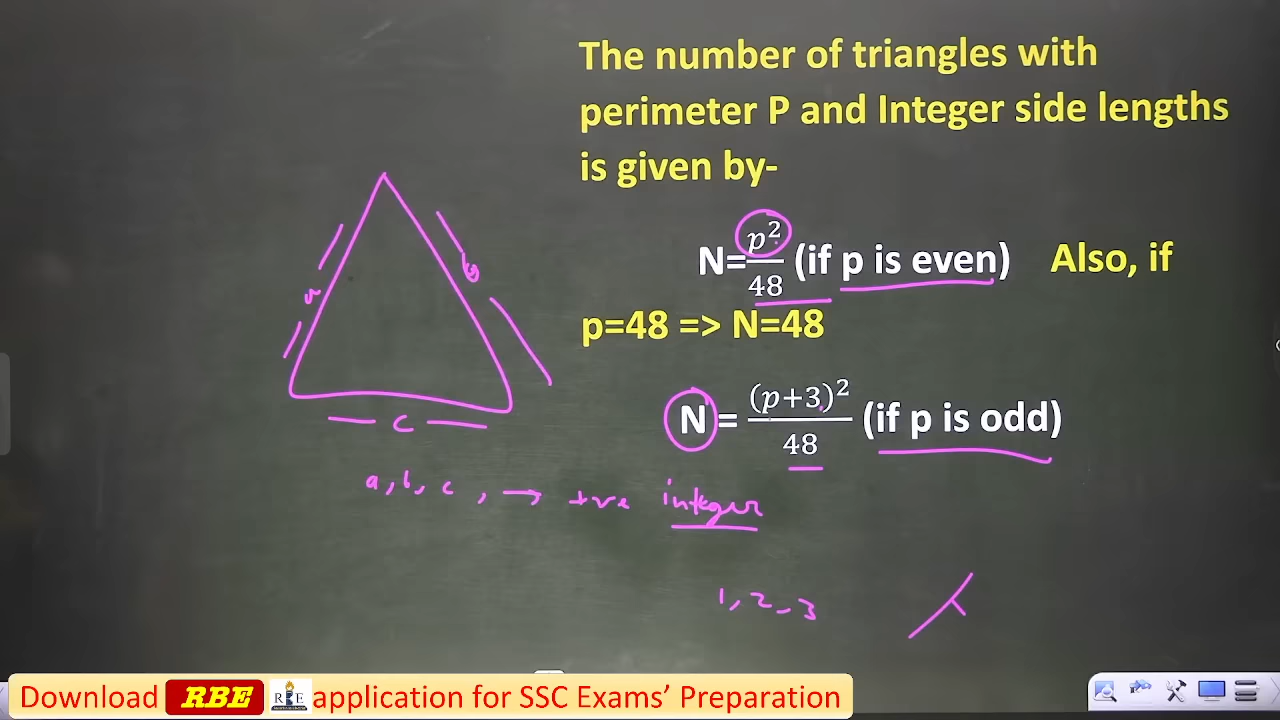 The number of triangles with
perimeter P and Integer side lengths
is given by-
N=p²/48 (if p is even) Also, if
p=48 => N=48
N= (p+3)²/48 (if p is odd)
a
b
c
a, b, c, → +ve integer
1, 2, 3
Download RBE RBE application for SSC Exams' Preparation